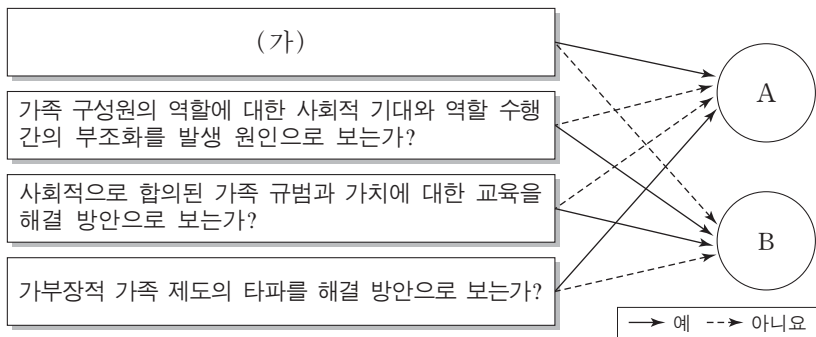 (가)
가족 구성원의 역할에 대한 사회적 기대와 역할 수행
간의 부조화를 발생 원인으로 보는가?
사회적으로 합의된 가족 규범과 가치에 대한 교육을
해결 방안으로 보는가?
가부장적 가족 제도의 타파를 해결 방안으로 보는가?
A
B
예 아니요